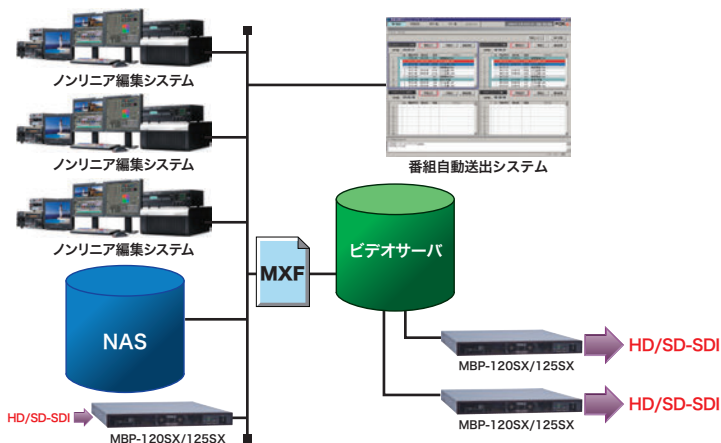 ノンリニア編集システム
ノンリニア編集システム
ノンリニア編集システム
番組自動送出システム
MXF
ビデオサーバ
NAS
HD/SD-SDI
MBP-120SX/125SX
MBP-120SX/125SX
HD/SD-SDI
MBP-120SX/125SX
HD/SD-SDI